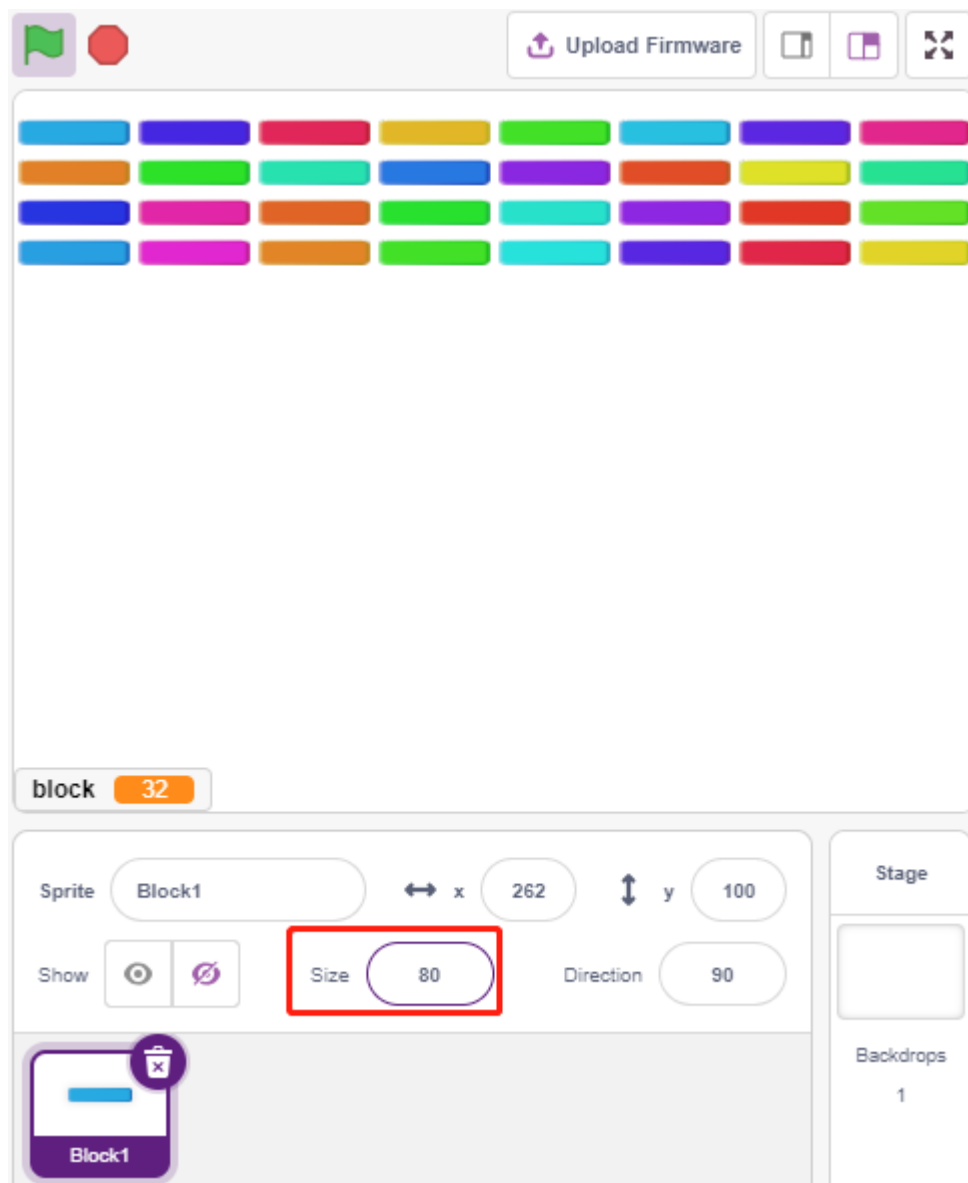 Upload Firmware
block 32
Sprite Block1 x 262 y 100
Show Size 80 Direction 90
Stage
Backdrops
1
Block1